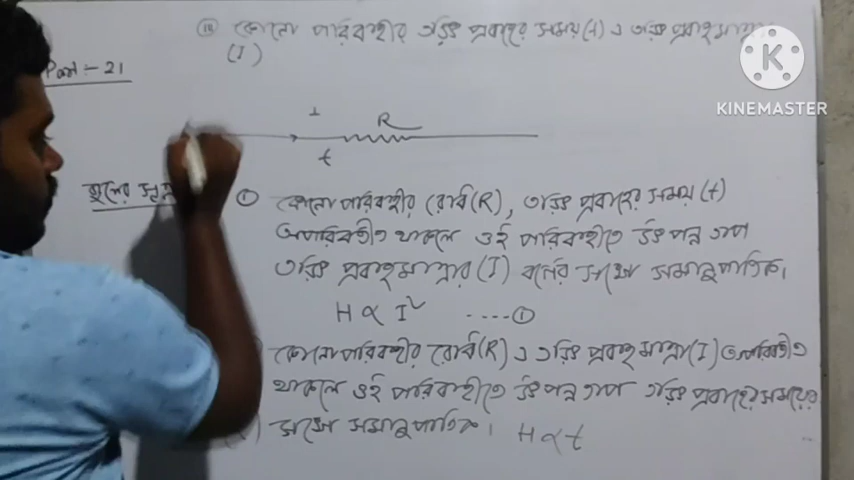 Part :- 21
(iii) কোনো পরিবাহীর তড়িৎ প্রবাহের সময়(t) ও তড়িৎ প্রবাহমাত্রা
(I)
I
R
t
জুলের সূত্র
① কোনো পরিবাহীর রোধ(R), তড়িৎ প্রবাহের সময় (t)
অপরিবর্তীত থাকলে ওই পরিবাহীতে উৎপন্ন তাপ
তড়িৎ প্রবাহমাত্রার (I) বর্গের সঙ্গে সমানুপাতিক।
H ∝ I² ....①
কোনো পরিবাহীর রোধ(R) ও তড়িৎ প্রবাহমাত্রা(I) অপরিবর্তীত
থাকলে ওই পরিবাহীতে উৎপন্ন তাপ তড়িৎ প্রবাহের সময়ের
সঙ্গে সমানুপাতিক। H ∝ t
K
KINEMASTER